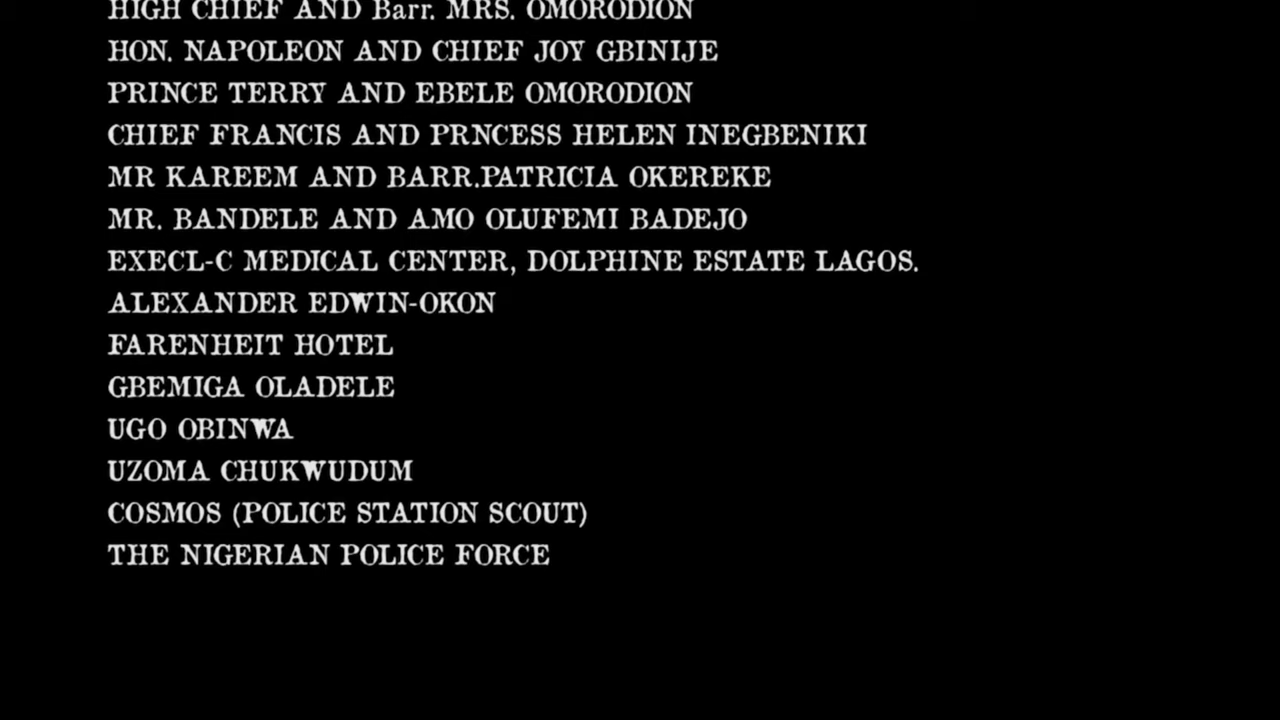 HIGH CHIEF AND Barr. MRS. OMORODION
HON. NAPOLEON AND CHIEF JOY GBINIJE
PRINCE TERRY AND EBELE OMORODION
CHIEF FRANCIS AND PRNCESS HELEN INEGBENIKI
MR KAREEM AND BARR.PATRICIA OKEREKE
MR. BANDELE AND AMO OLUFEMI BADEJO
EXECL-C MEDICAL CENTER, DOLPHINE ESTATE LAGOS.
ALEXANDER EDWIN-OKON
FARENHEIT HOTEL
GBEMIGA OLADELE
UGO OBINWA
UZOMA CHUKWUDUM
COSMOS (POLICE STATION SCOUT)
THE NIGERIAN POLICE FORCE